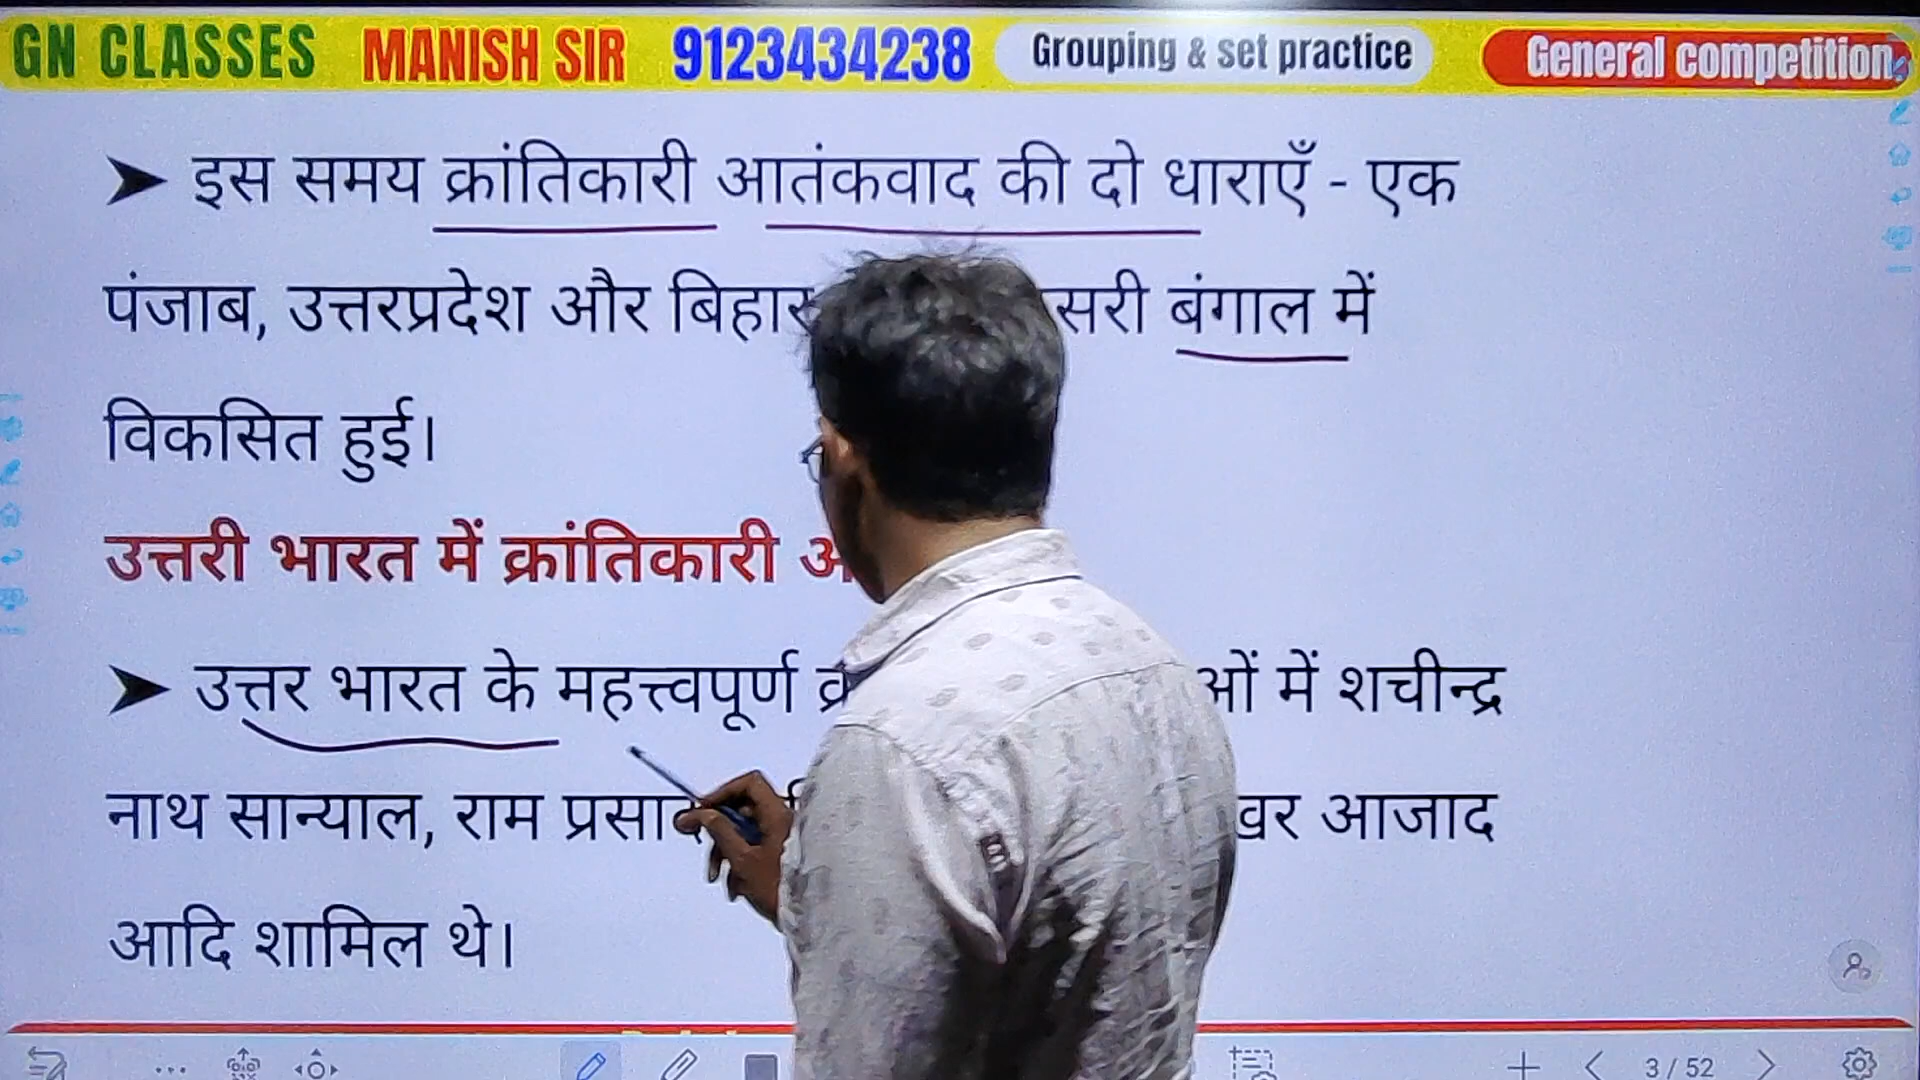 GN CLASSES MANISH SIR 9123434238 Grouping & set practice General competition
➤ इस समय क्रांतिकारी आतंकवाद की दो धाराएँ - एक
पंजाब, उत्तरप्रदेश और बिहार सरी बंगाल में
विकसित हुई।
उत्तरी भारत में क्रांतिकारी
➤ उत्तर भारत के महत्त्वपूर्ण ओं में शचीन्द्र
नाथ सान्याल, राम प्रसाद खर आजाद
आदि शामिल थे।
3 / 52